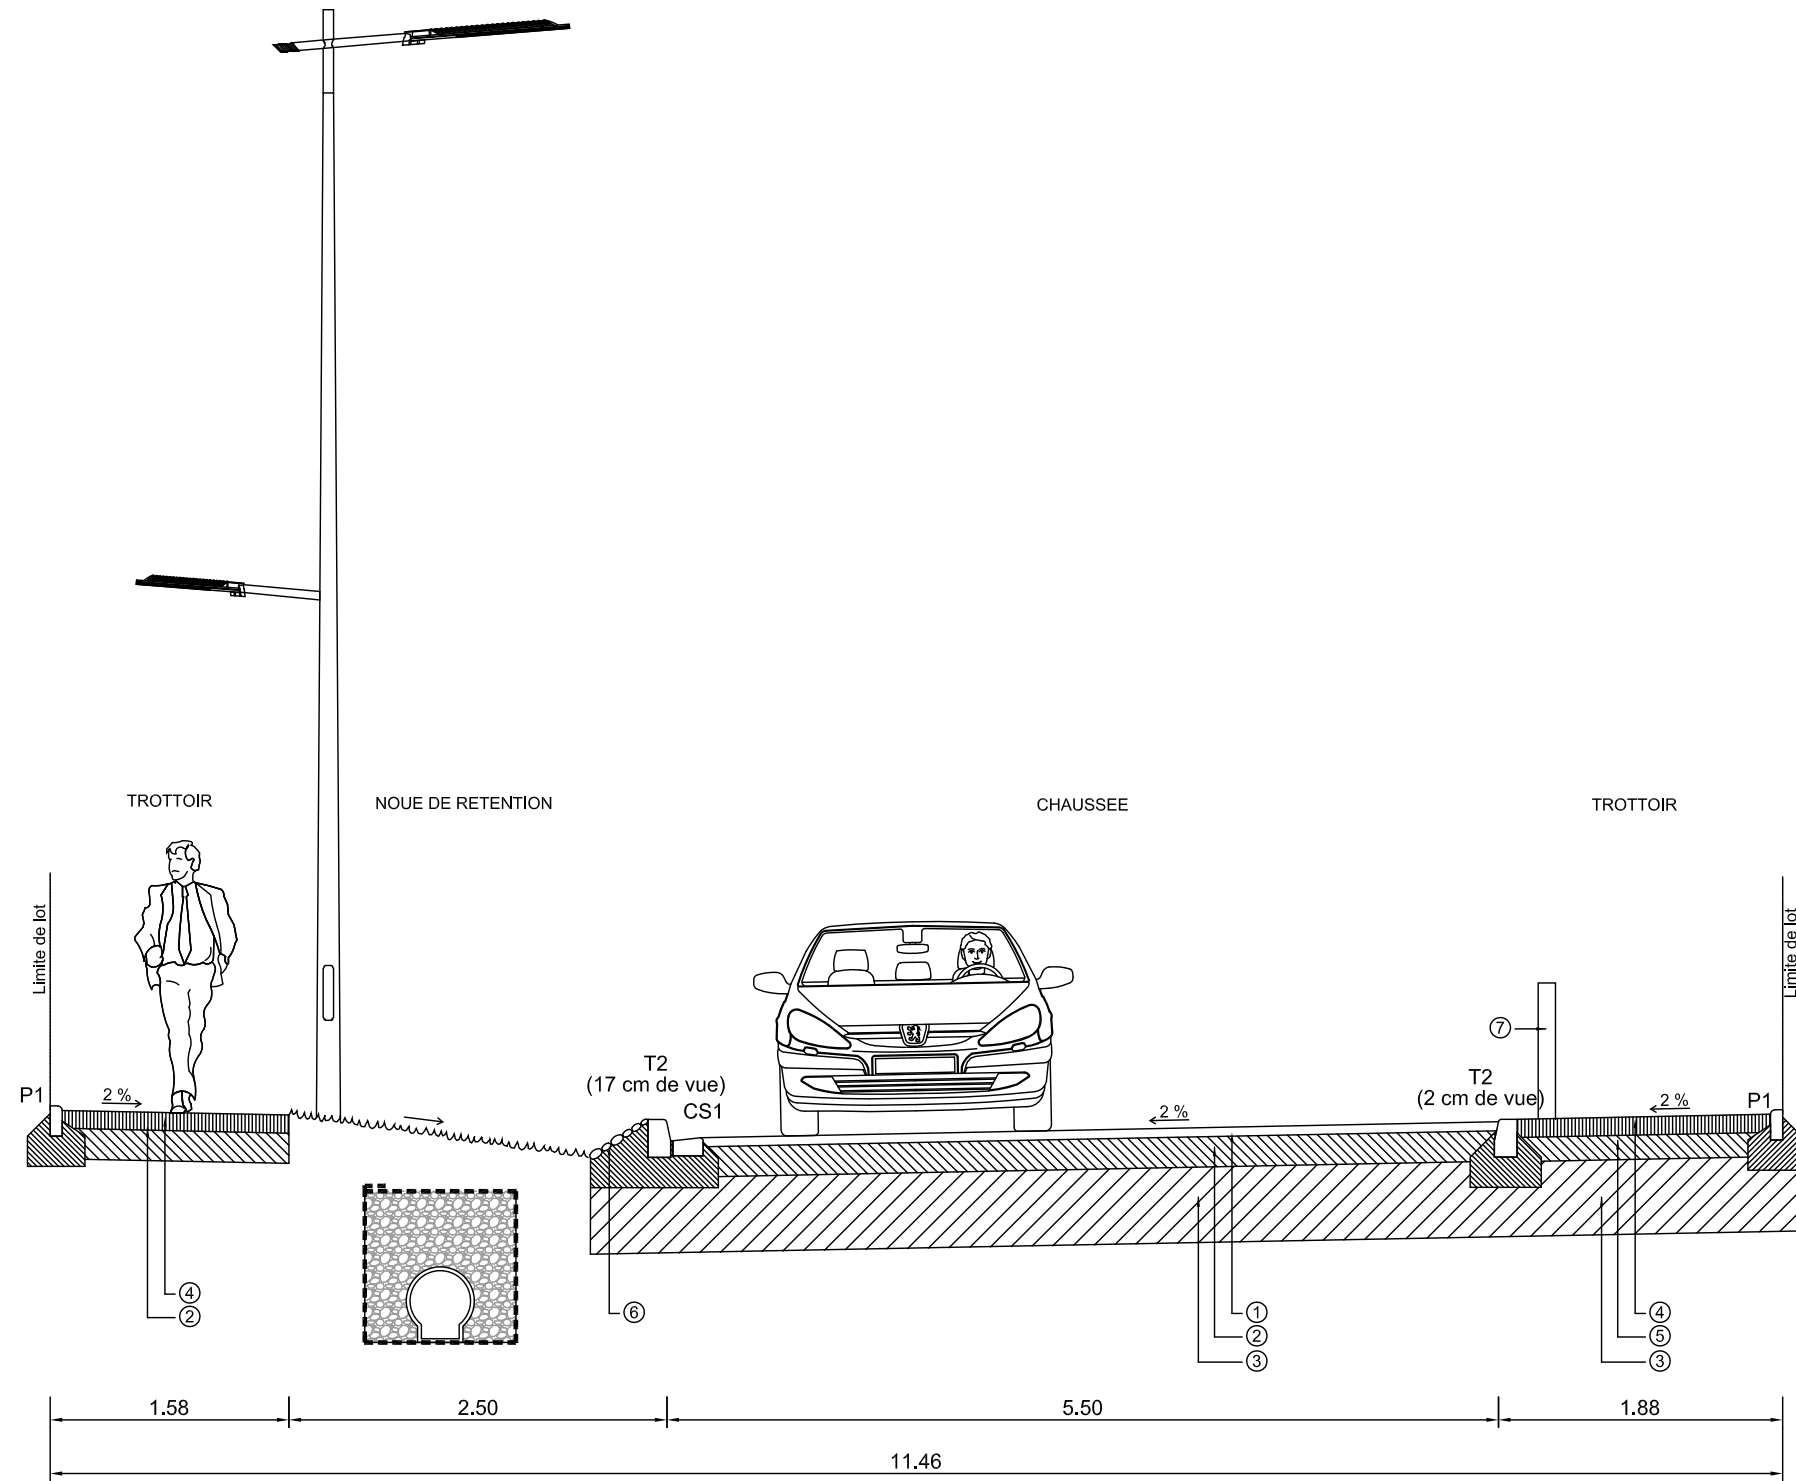 TROTTOIR
NOUE DE RETENTION
CHAUSSEE
TROTTOIR
Limite de lot
Limite de lot
7
T2
(17 cm de vue)
CS1
T2
(2 cm de vue)
P1
2 %
2 %
2 %
P1
4
2
6
1
2
3
4
5
3
1.58
2.50
5.50
1.88
11.46